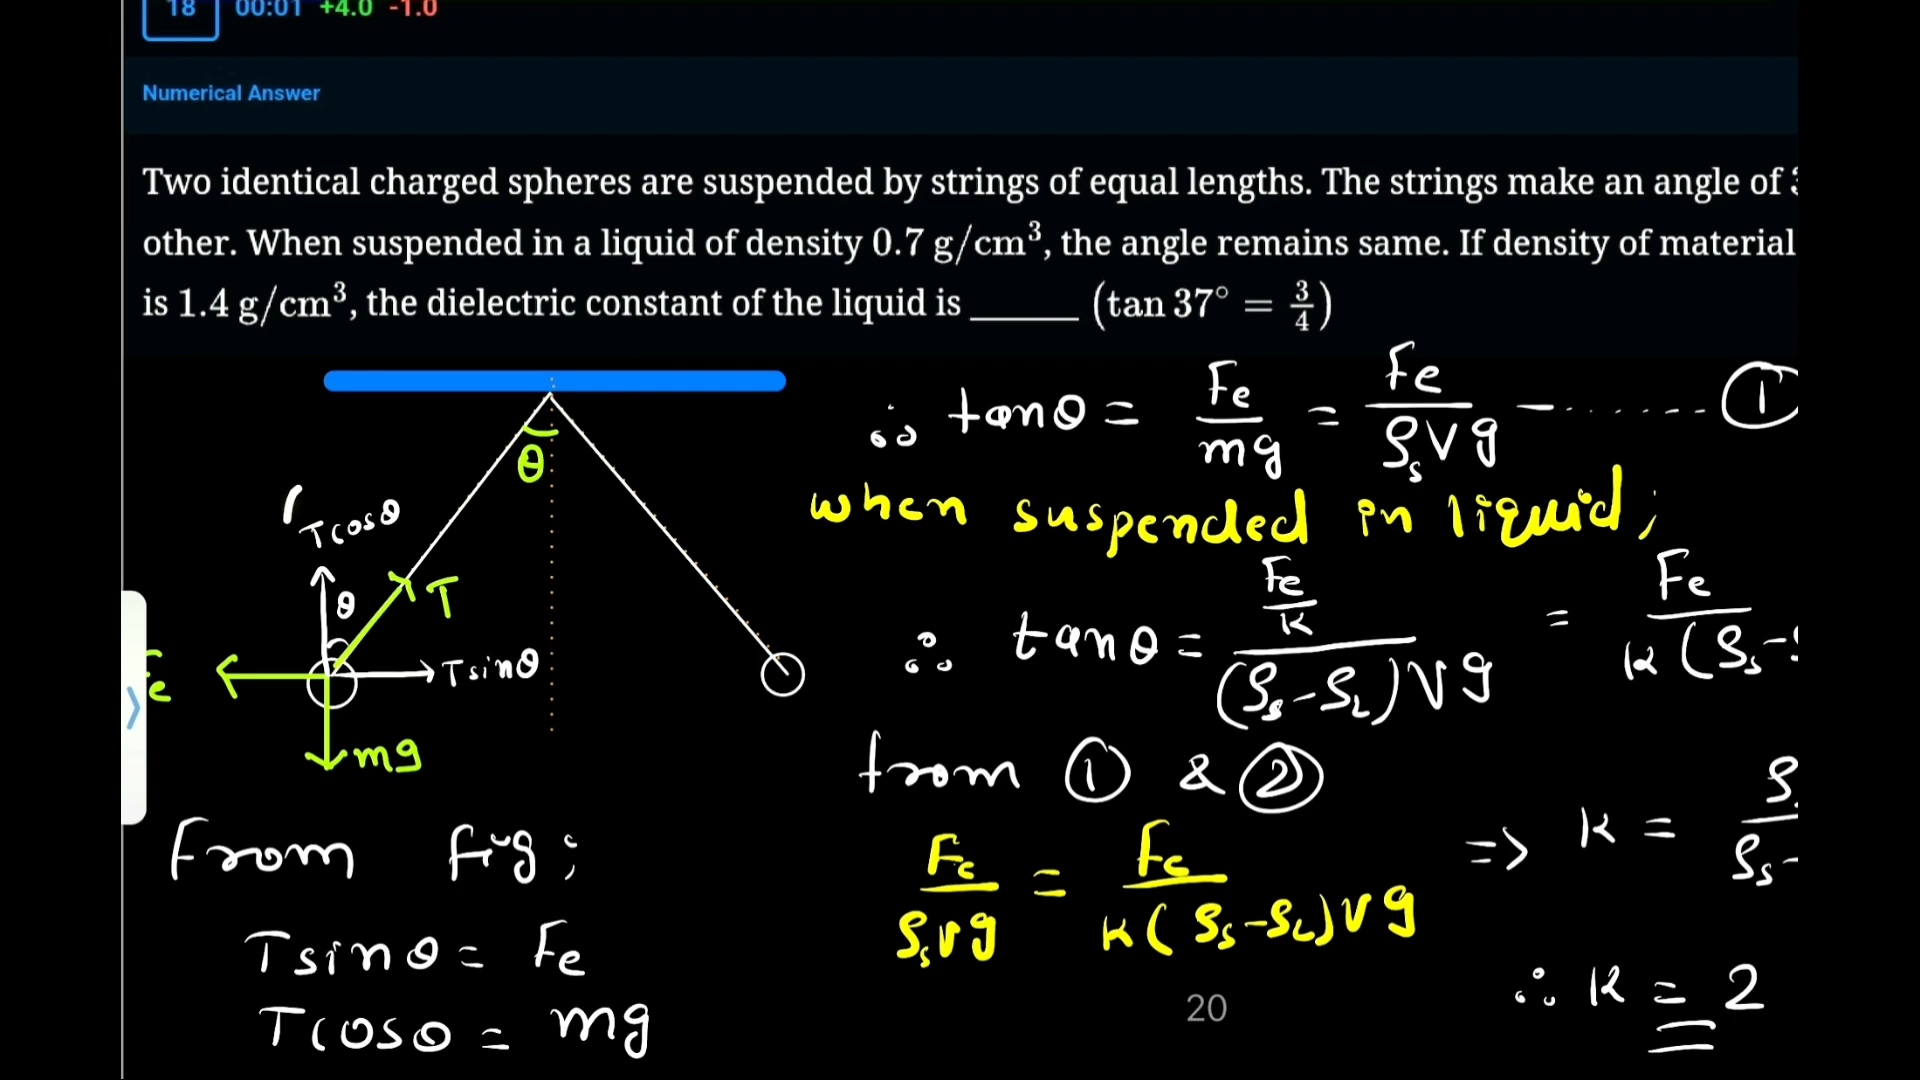 18 00:01 +4.0 -1.0
Numerical Answer
Two identical charged spheres are suspended by strings of equal lengths. The strings make an angle of
other. When suspended in a liquid of density 0.7 g/cm³, the angle remains same. If density of material
is 1.4 g/cm³, the dielectric constant of the liquid is ______ (tan 37° = 3/4)
θ
Tcosθ
θ
T
Tsinθ
Fe
mg
From fig;
Tsinθ = Fe
Tcosθ = mg
∴ tanθ = Fe/mg = Fe/ρsVg -······· ①
when suspended in liquid;
∴ tanθ = (Fe/K)/((ρs-ρL)Vg) = Fe/K(ρs-
from ① & ②
Fe/ρsVg = Fe/K(ρs-ρL)Vg
=> K = ρ/ρs-
∴ K = 2
20